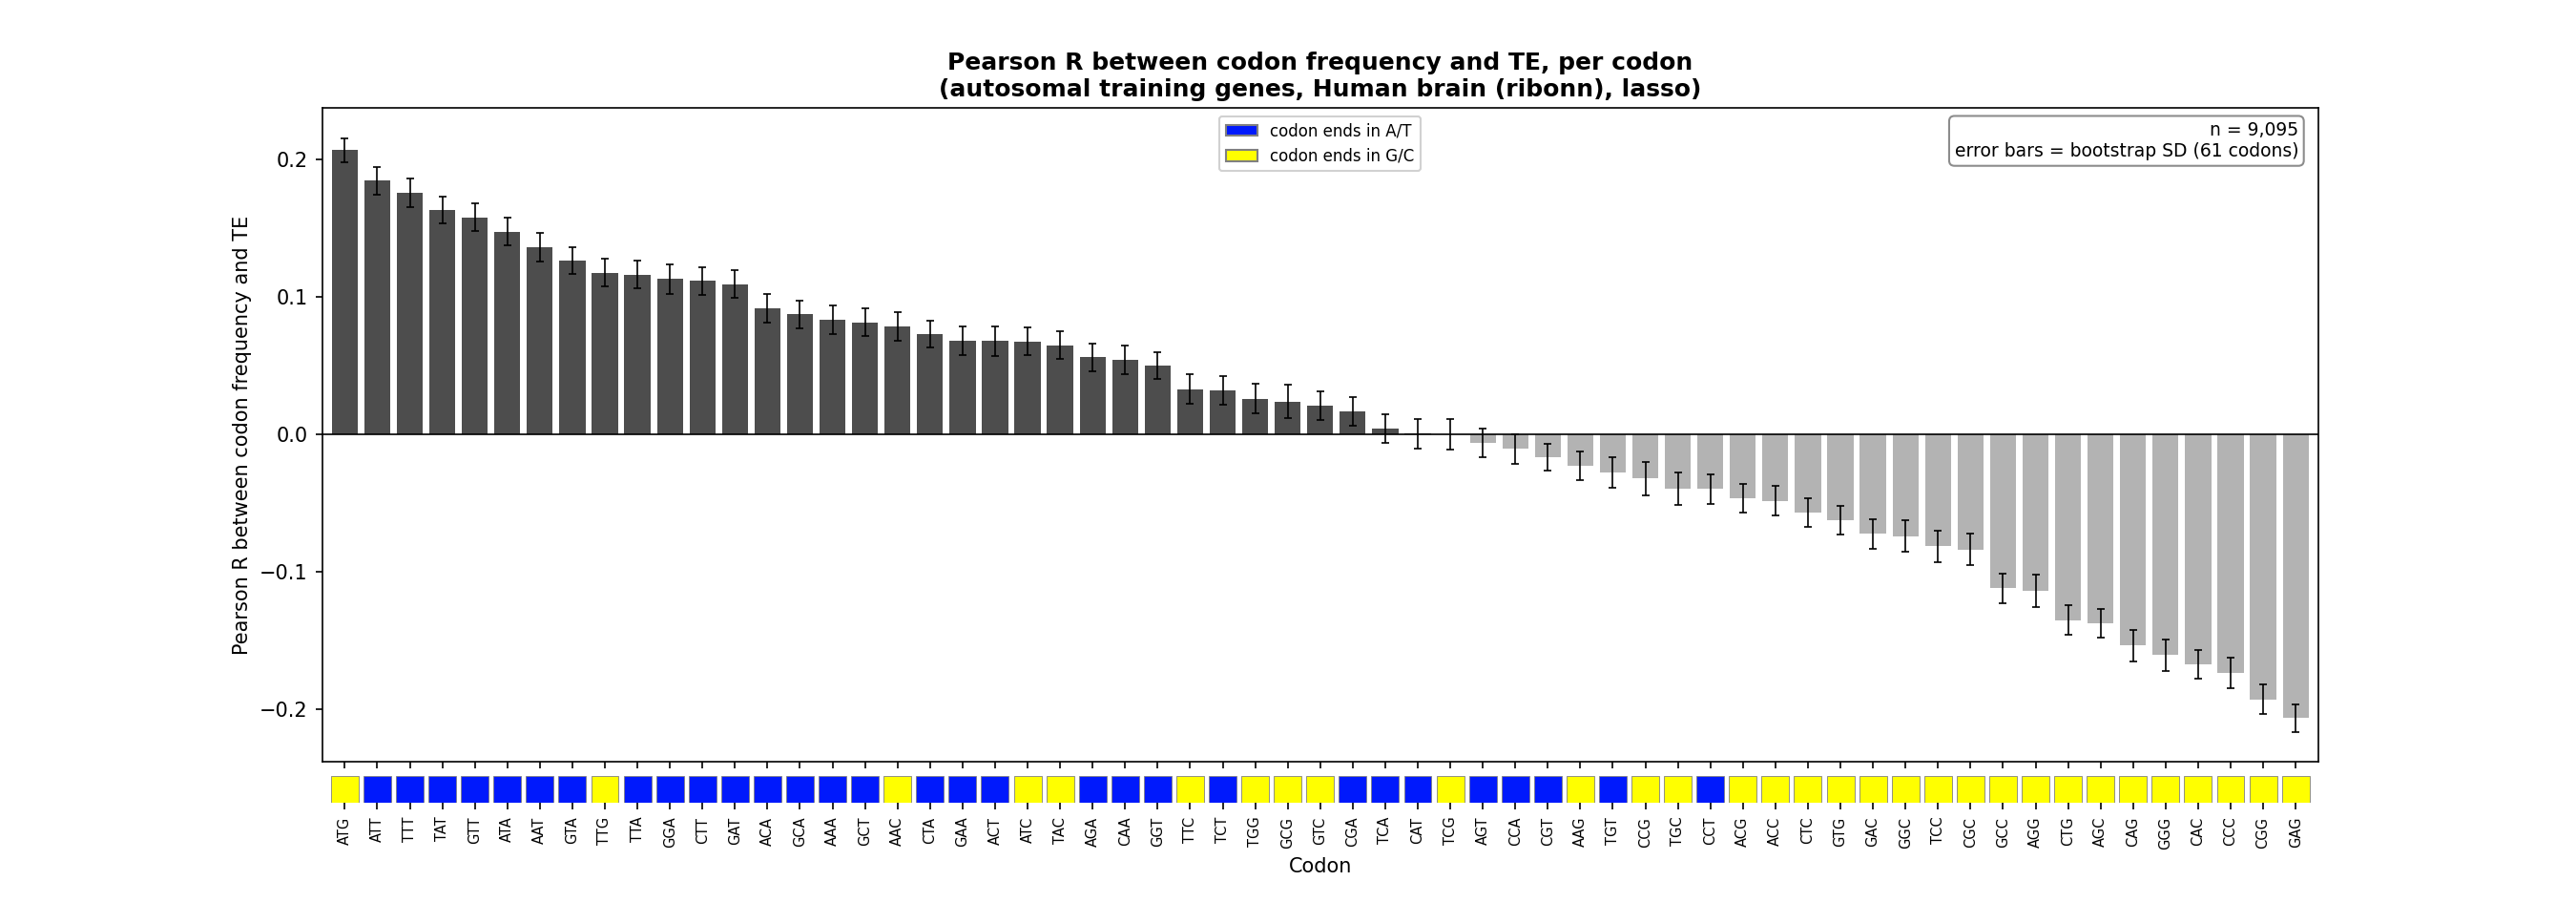 Pearson R between codon frequency and TE, per codon
(autosomal training genes, Human brain (ribonn), lasso)
codon ends in A/T
codon ends in G/C
n = 9,095
error bars = bootstrap SD (61 codons)
Pearson R between codon frequency and TE
0.2
0.1
0.0
−0.1
−0.2
ATG ATT TTT TAT GTT ATA AAT GTA TTG TTA GGA CTT GAT ACA GCA AAA GCT AAC CTA GAA ACT ATC TAC AGA CAA GGT TTC TCT TGG GCG GTC CGA TCA CAT TCG AGT CCA CGT AAG TGT CCG TGC CCT ACG ACC CTC GTG GAC GGC TCC CGC GCC AGG CTG AGC CAG GGG CAC CCC CGG GAG
Codon